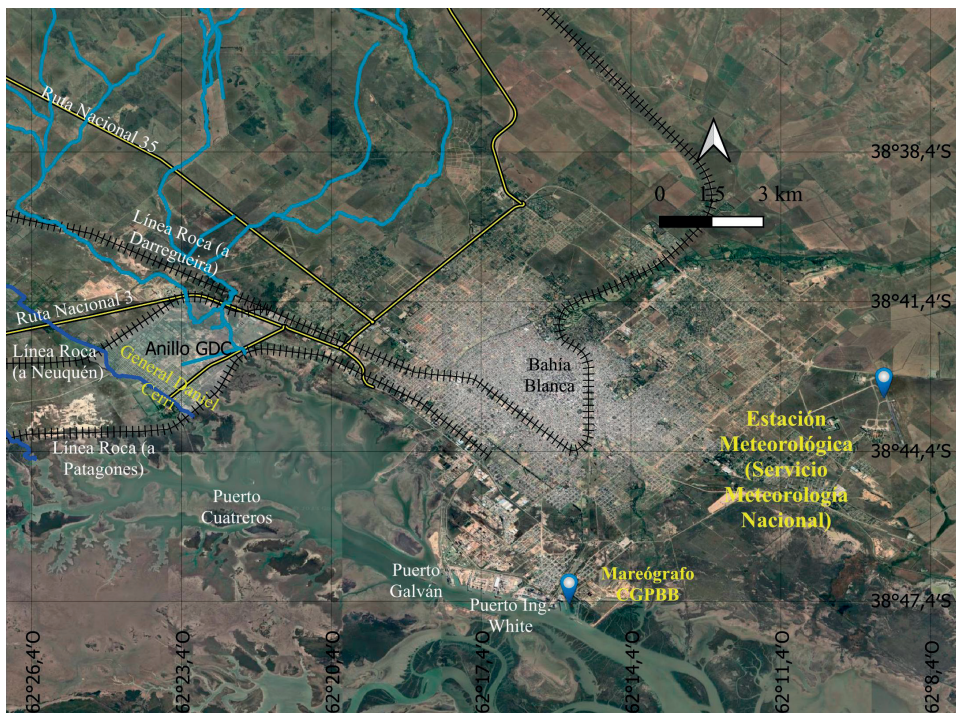 Ruta Nacional 35
38°38,4'S
0 1,5 3 km
Línea Roca (a
Darregueira)
38°41,4'S
Ruta Nacional 3
Anillo GDC
Línea Roca
(a Neuquén)
General Daniel
Cerri
Bahía
Blanca
Estación
Meteorológica
(Servicio
Meteorología
Nacional)
38°44,4'S
Línea Roca (a
Patagones)
Puerto
Cuatreros
Puerto
Galván
Mareógrafo
CGPBB
Puerto Ing.
White
38°47,4'S
62°26,4'O
62°23,4'O
62°20,4'O
62°17,4'O
62°14,4'O
62°11,4'O
62°8,4'O